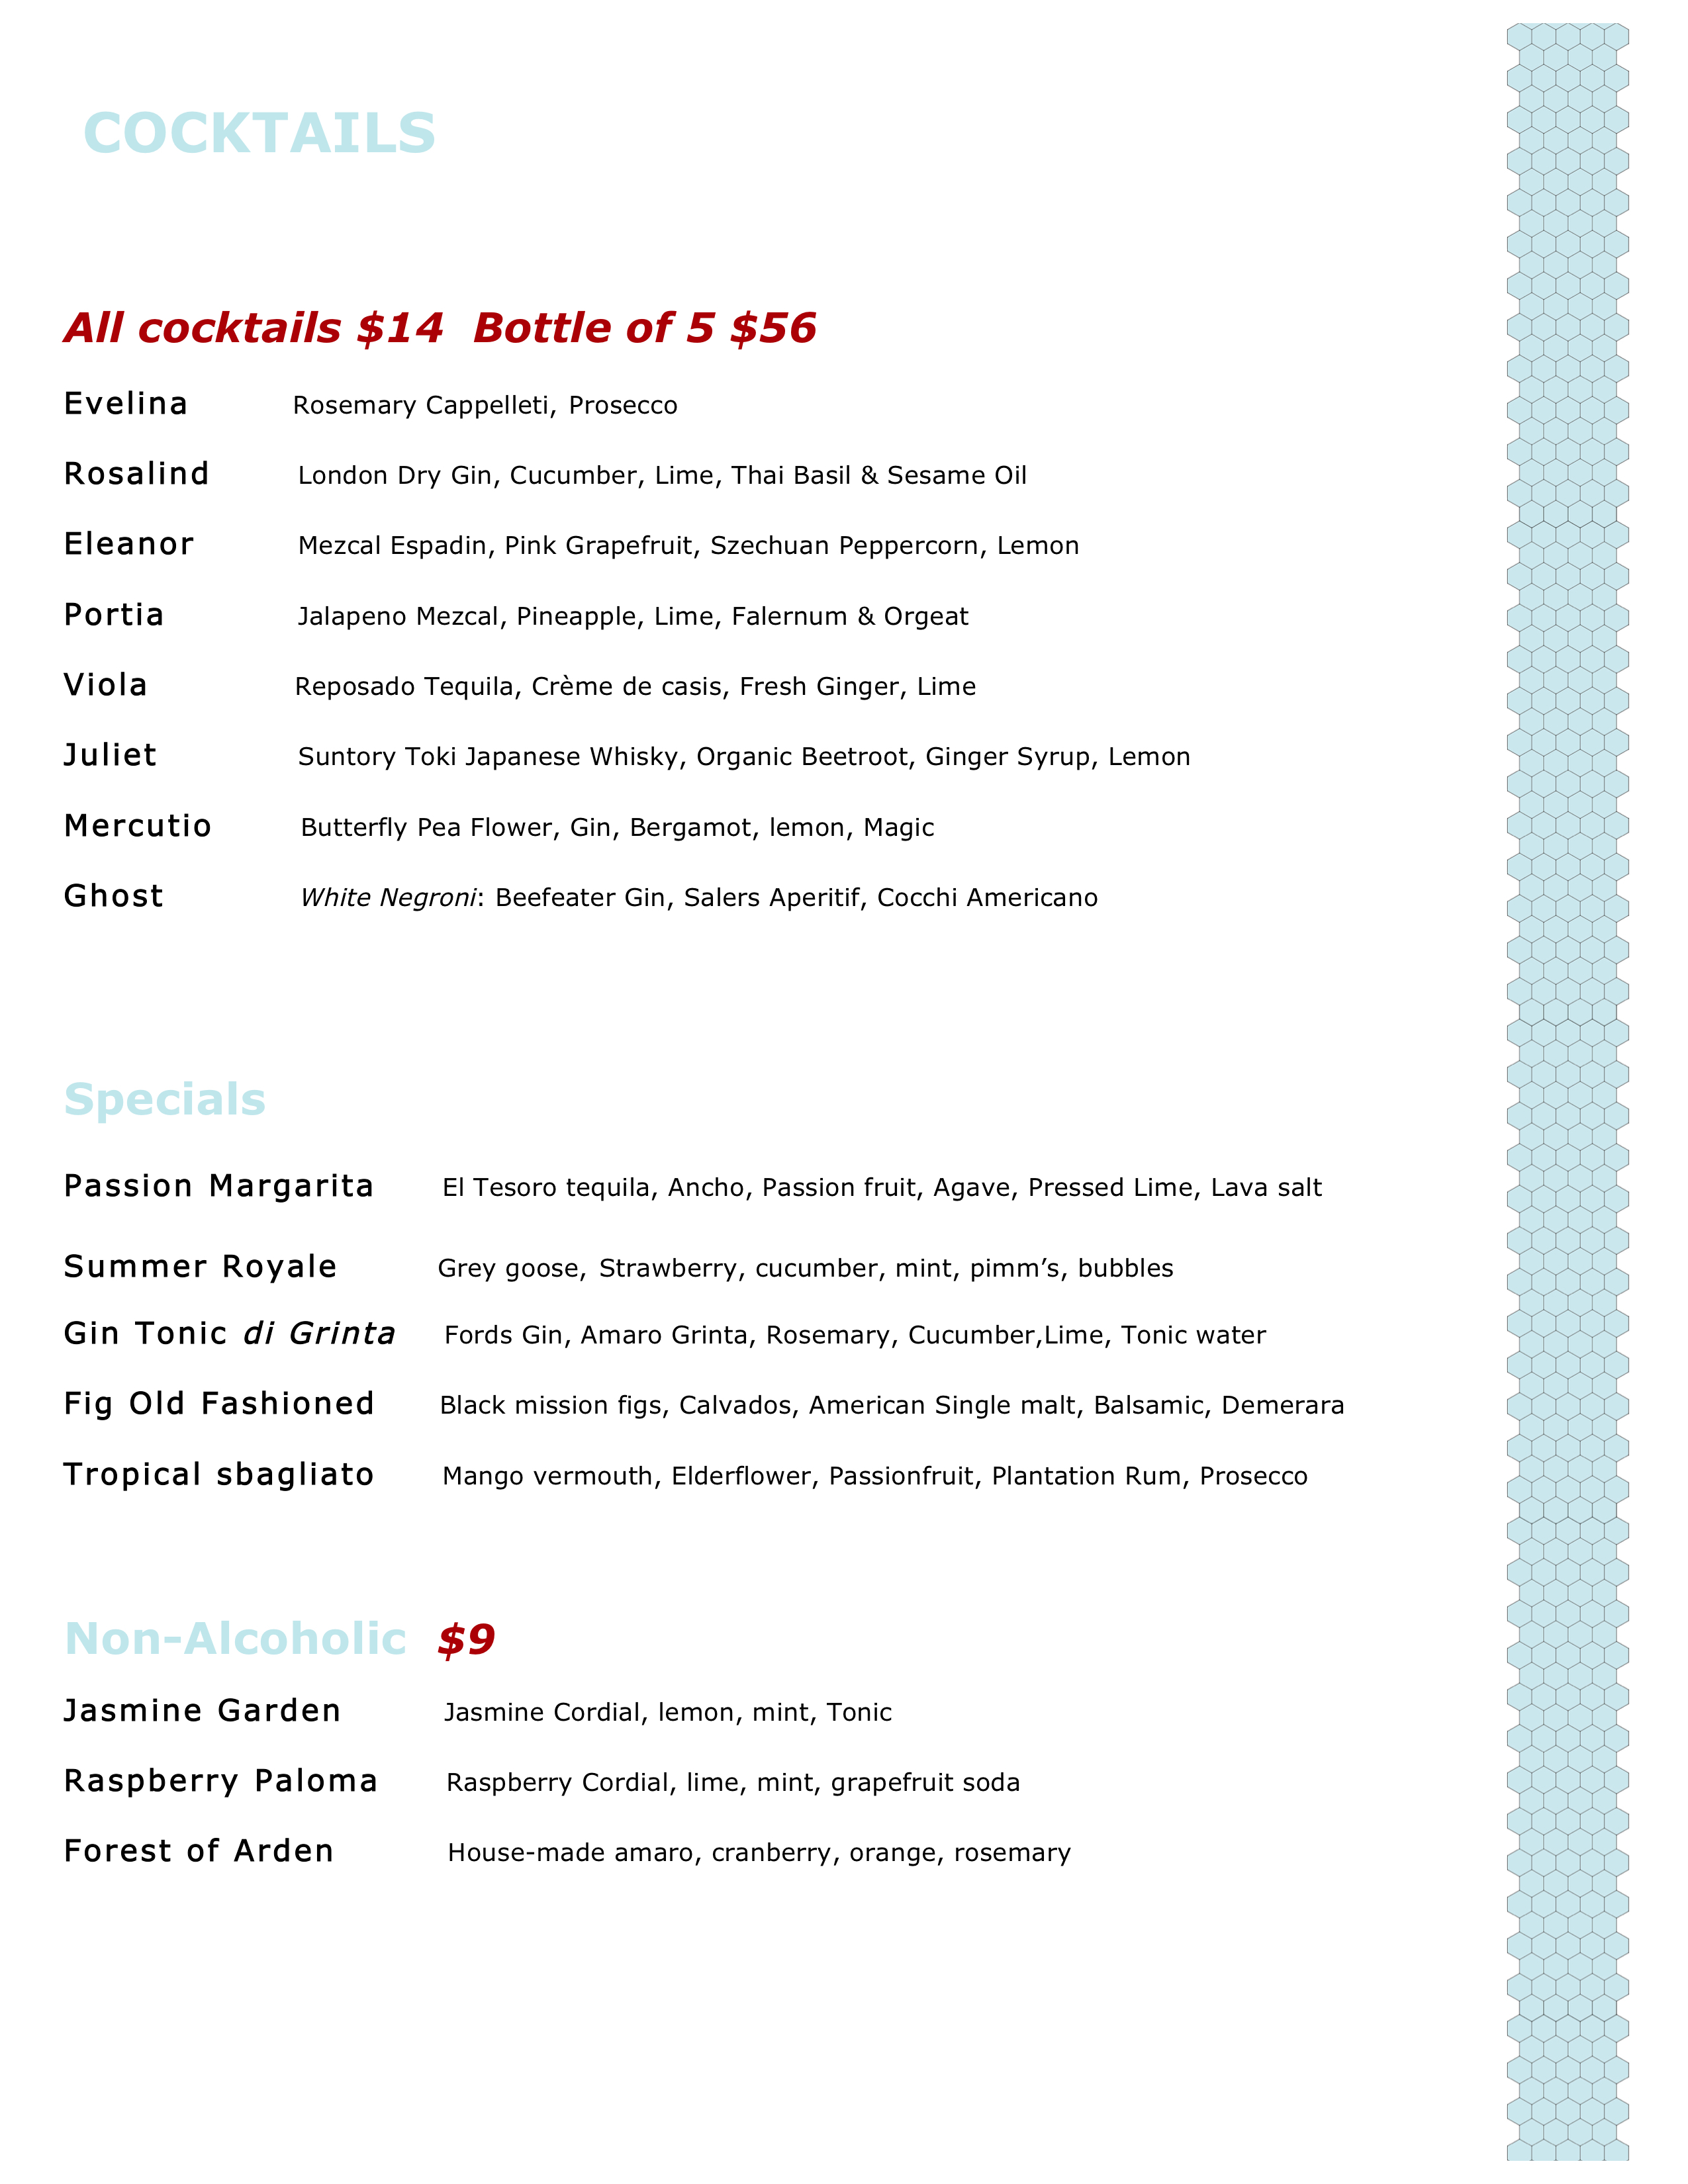 COCKTAILS
All cocktails $14 Bottle of 5 $56
Evelina Rosemary Cappelleti, Prosecco
Rosalind London Dry Gin, Cucumber, Lime, Thai Basil & Sesame Oil
Eleanor Mezcal Espadin, Pink Grapefruit, Szechuan Peppercorn, Lemon
Portia Jalapeno Mezcal, Pineapple, Lime, Falernum & Orgeat
Viola Reposado Tequila, Crème de casis, Fresh Ginger, Lime
Juliet Suntory Toki Japanese Whisky, Organic Beetroot, Ginger Syrup, Lemon
Mercutio Butterfly Pea Flower, Gin, Bergamot, lemon, Magic
Ghost White Negroni: Beefeater Gin, Salers Aperitif, Cocchi Americano
Specials
Passion Margarita El Tesoro tequila, Ancho, Passion fruit, Agave, Pressed Lime, Lava salt
Summer Royale Grey goose, Strawberry, cucumber, mint, pimm’s, bubbles
Gin Tonic di Grinta Fords Gin, Amaro Grinta, Rosemary, Cucumber,Lime, Tonic water
Fig Old Fashioned Black mission figs, Calvados, American Single malt, Balsamic, Demerara
Tropical sbagliato Mango vermouth, Elderflower, Passionfruit, Plantation Rum, Prosecco
Non-Alcoholic $9
Jasmine Garden Jasmine Cordial, lemon, mint, Tonic
Raspberry Paloma Raspberry Cordial, lime, mint, grapefruit soda
Forest of Arden House-made amaro, cranberry, orange, rosemary